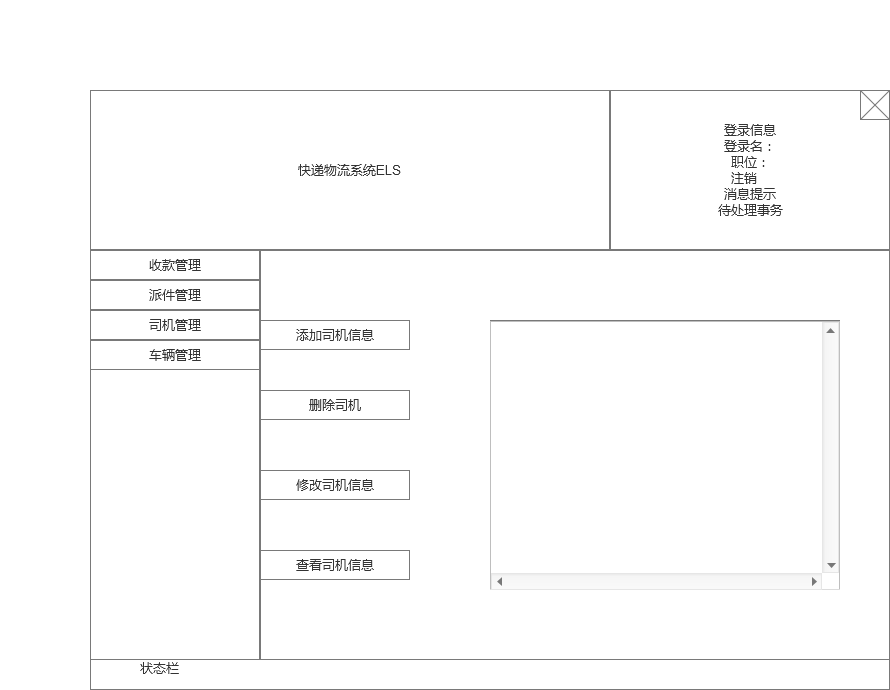 快递物流系统ELS
登录信息
登录名：
职位：
注销
消息提示
待处理事务
收款管理
派件管理
司机管理
车辆管理
添加司机信息
删除司机
修改司机信息
查看司机信息
状态栏